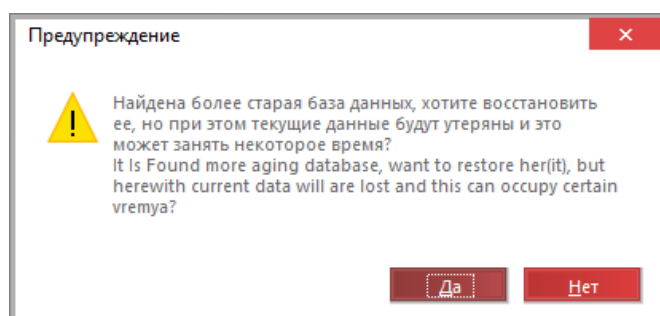 Предупреждение
Найдена более старая база данных, хотите восстановить
ее, но при этом текущие данные будут утеряны и это
может занять некоторое время?
It Is Found more aging database, want to restore her(it), but
herewith current data will are lost and this can occupy certain
vremya?
Да
Нет